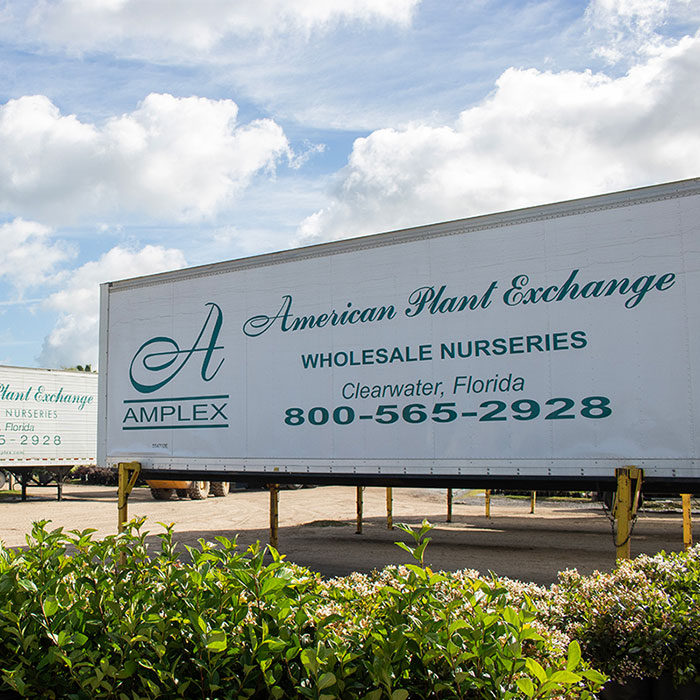 A
American Plant Exchange
WHOLESALE NURSERIES
Clearwater, Florida
AMPLEX
800-565-2928
Plant Exchange
NURSERIES
Florida
5-2928